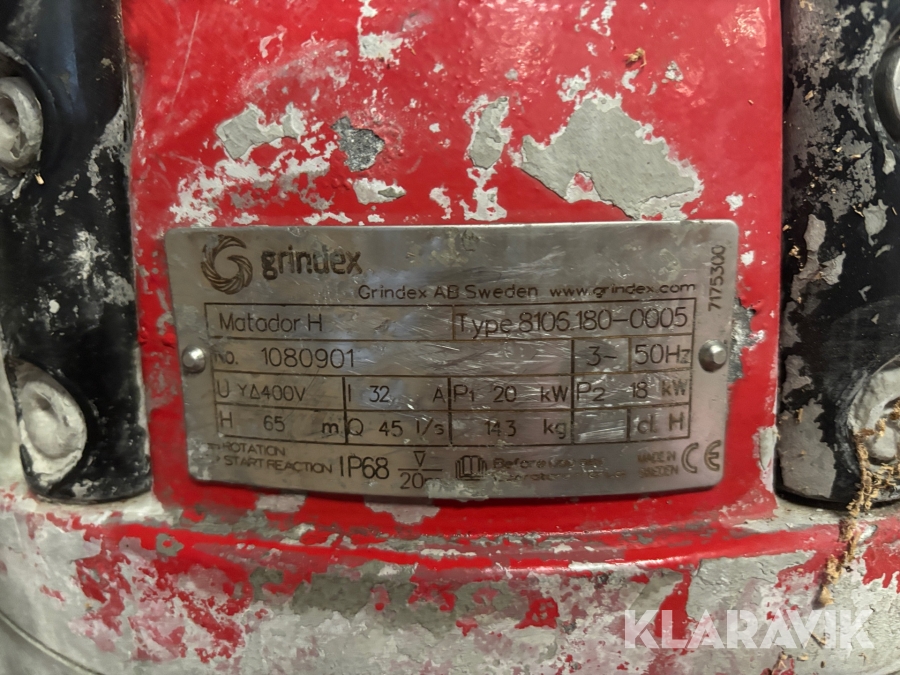 grindex
Grindex AB Sweden www.grindex.com
7175300
Matador H Type 8106.180-0005
no. 1080901 3~ 50Hz
U YΔ400V I 32 A P1 20 kW P2 18 kW
H 65 m Q 45 l/s 143 kg cl. H
ROTATION
START REACTION IP68 ∇ 20 m Before use
MADE IN
SWEDEN CE
KLARAVIK